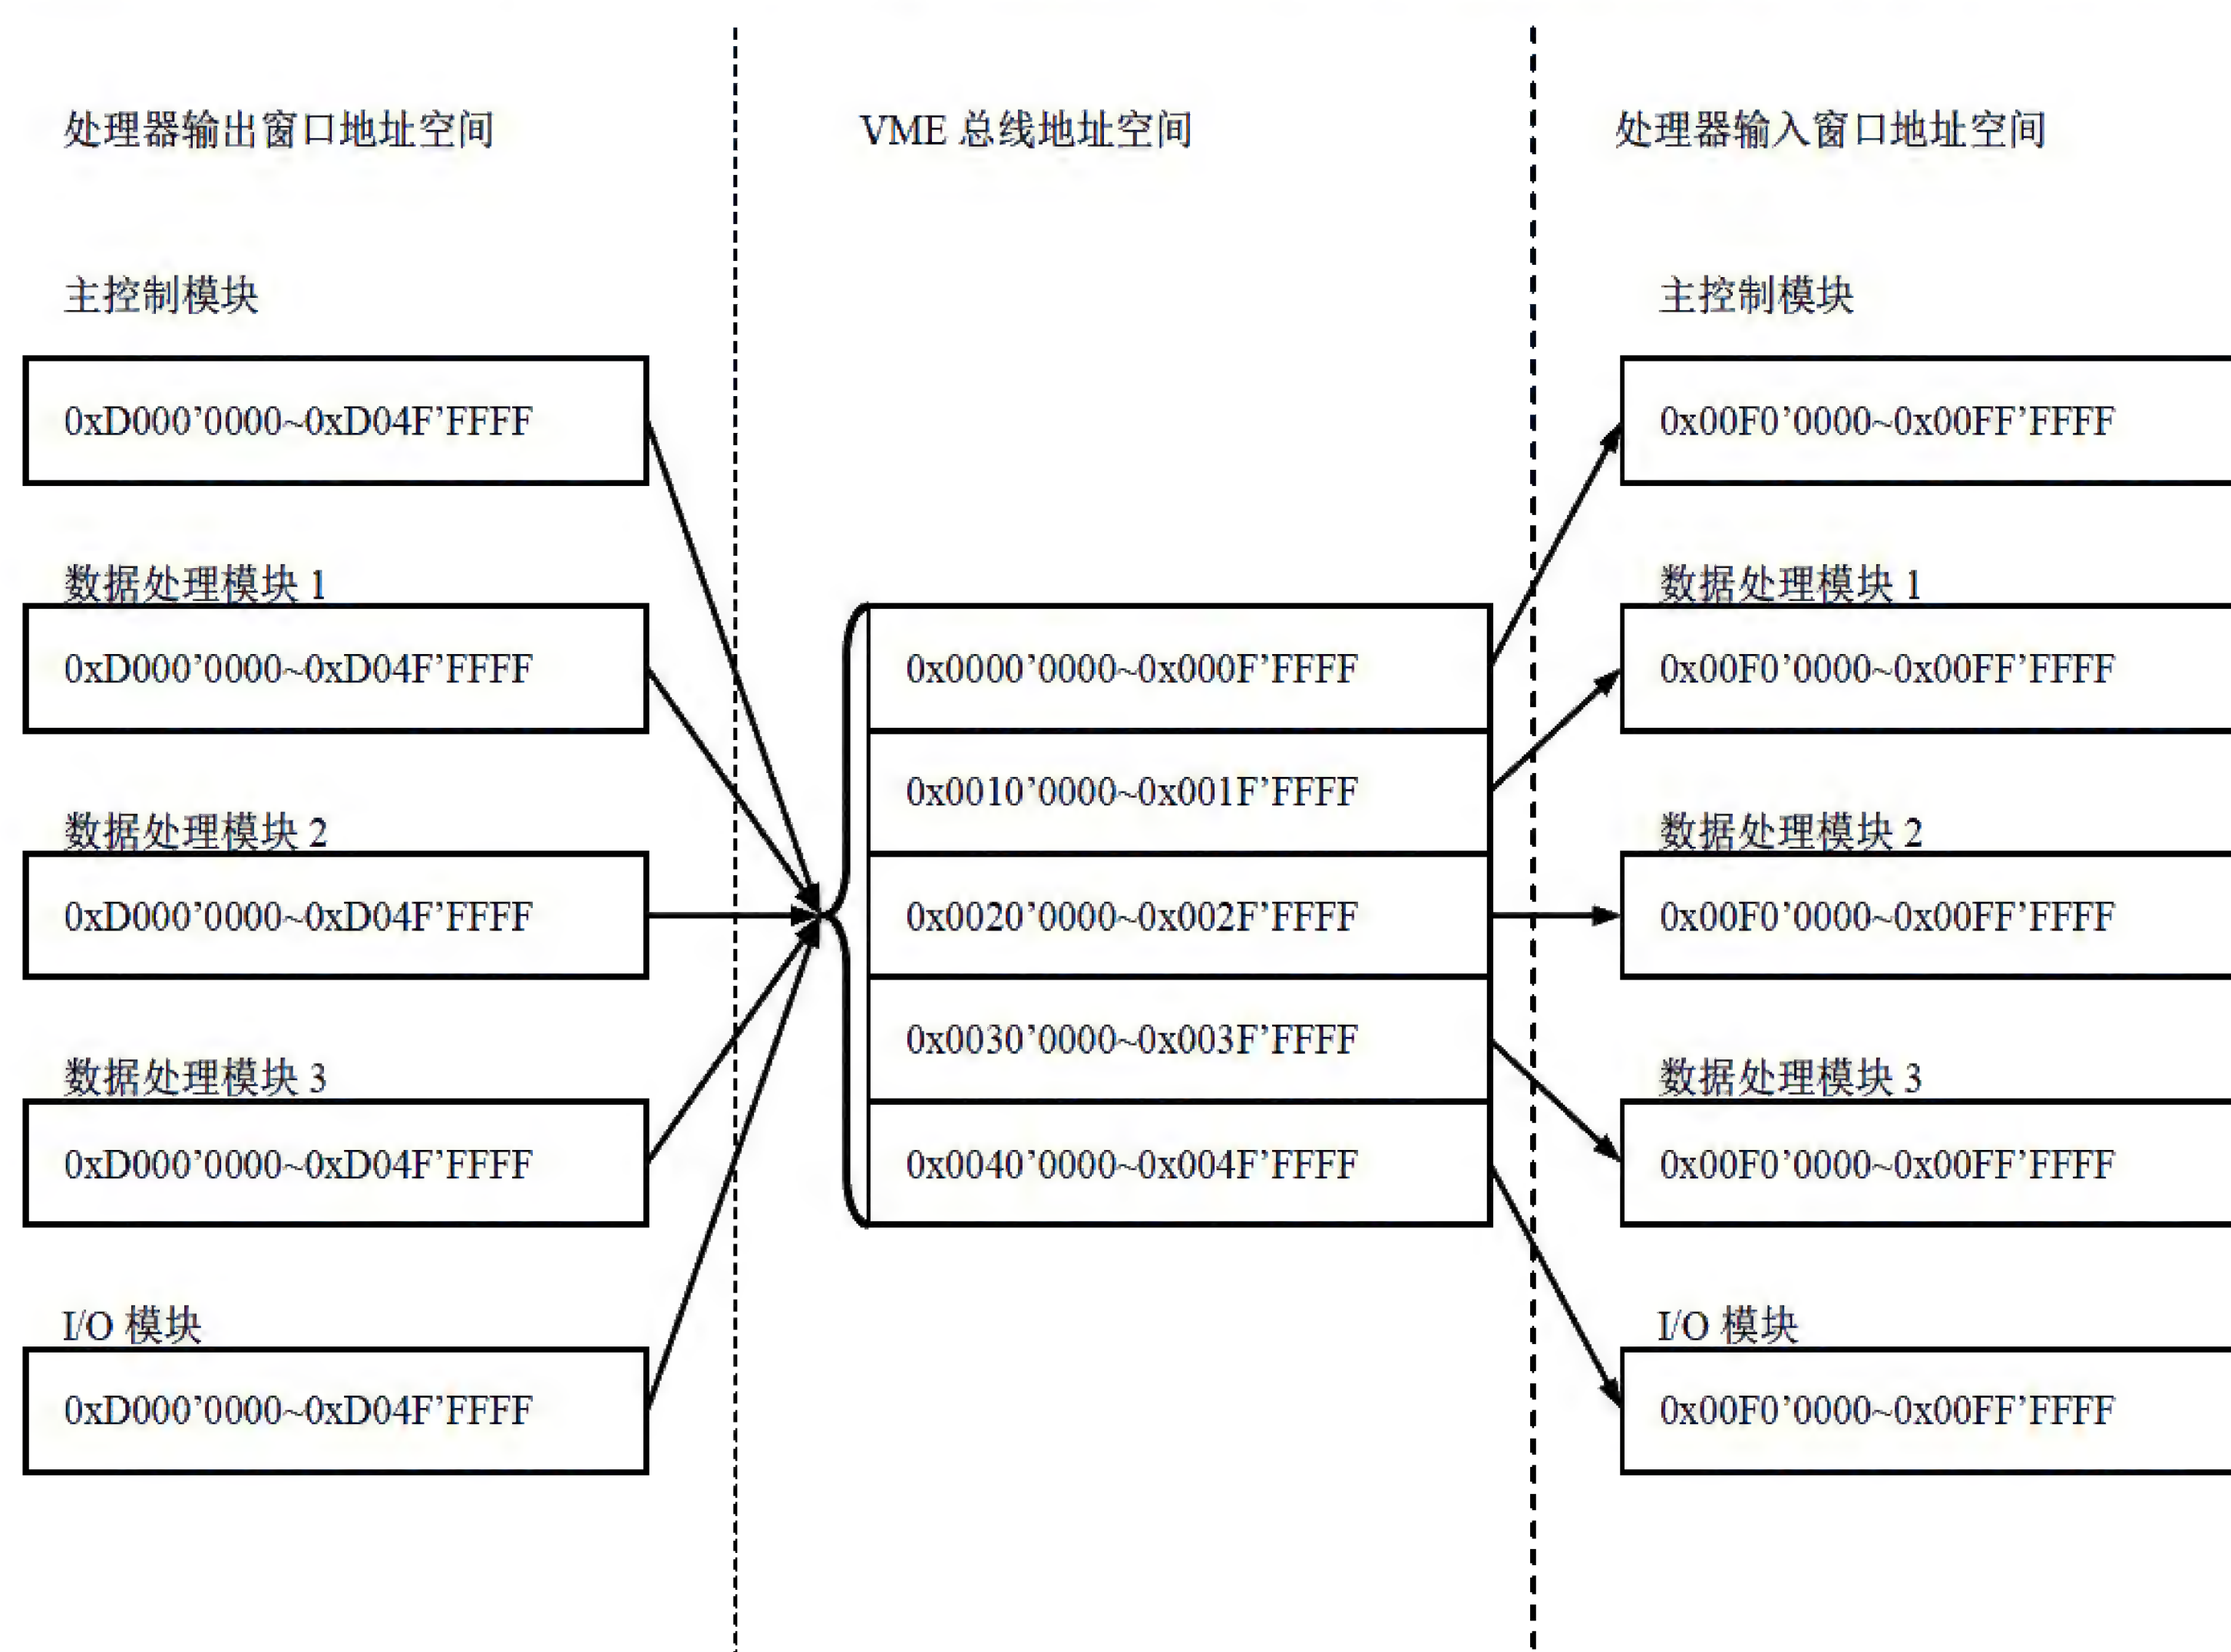 处理器输出窗口地址空间
VME 总线地址空间
处理器输入窗口地址空间
主控制模块
0xD000’0000~0xD04F’FFFF
数据处理模块 1
0xD000’0000~0xD04F’FFFF
数据处理模块 2
0xD000’0000~0xD04F’FFFF
数据处理模块 3
0xD000’0000~0xD04F’FFFF
I/O 模块
0xD000’0000~0xD04F’FFFF
0x0000’0000~0x000F’FFFF
0x0010’0000~0x001F’FFFF
0x0020’0000~0x002F’FFFF
0x0030’0000~0x003F’FFFF
0x0040’0000~0x004F’FFFF
主控制模块
0x00F0’0000~0x00FF’FFFF
数据处理模块 1
0x00F0’0000~0x00FF’FFFF
数据处理模块 2
0x00F0’0000~0x00FF’FFFF
数据处理模块 3
0x00F0’0000~0x00FF’FFFF
I/O 模块
0x00F0’0000~0x00FF’FFFF